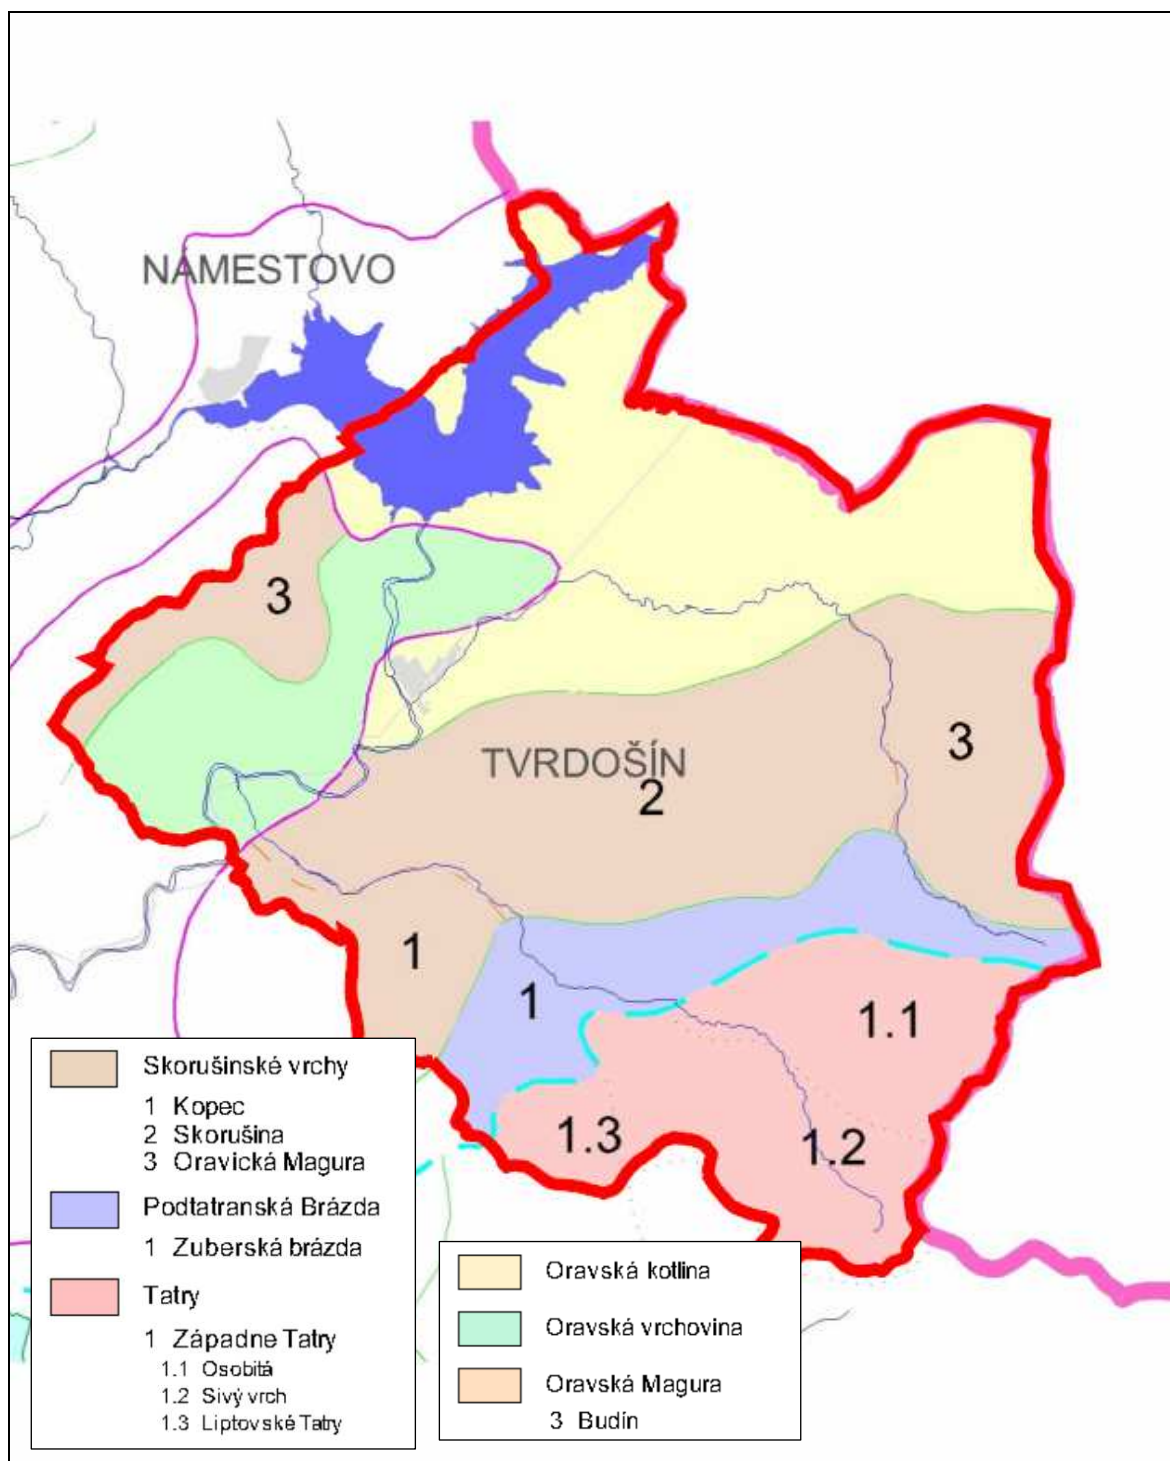 NÁMESTOVO
3
3
TVRDOŠÍN
2
1
1
1.1
1.3
1.2
Skorušinské vrchy
1 Kopec
2 Skorušina
3 Oravická Magura
Podtatranská Brázda
1 Zuberská brázda
Tatry
1 Západne Tatry
1.1 Osobitá
1.2 Sivý vrch
1.3 Liptovské Tatry
Oravská kotlina
Oravská vrchovina
Oravská Magura
3 Budín